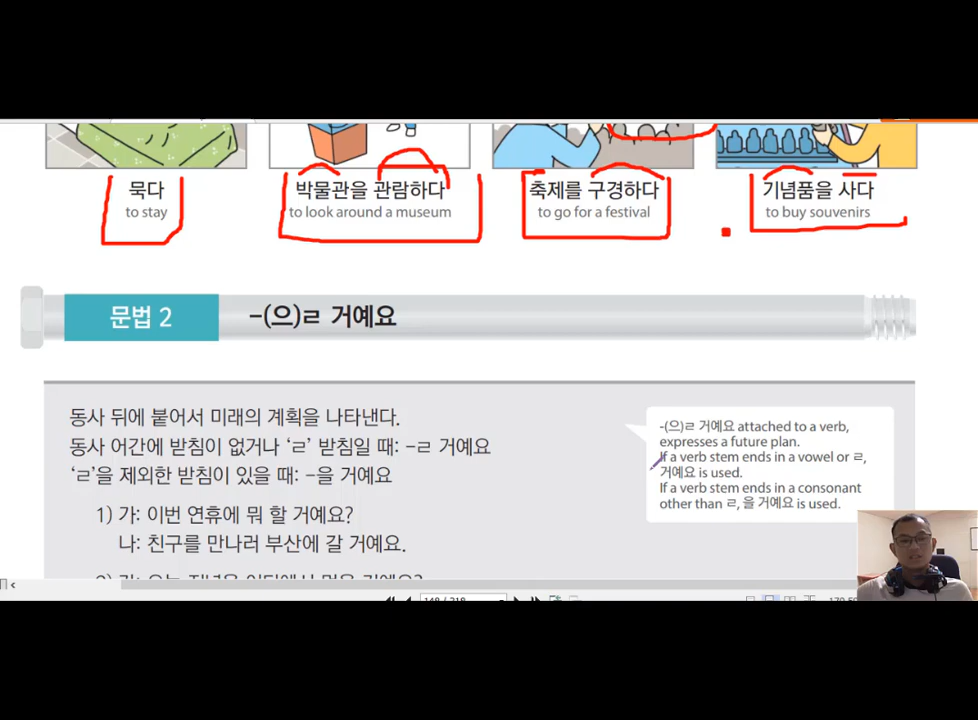 묵다
to stay
박물관을 관람하다
to look around a museum
축제를 구경하다
to go for a festival
기념품을 사다
to buy souvenirs
문법 2
-(으)ㄹ 거예요
동사 뒤에 붙어서 미래의 계획을 나타낸다.
동사 어간에 받침이 없거나 ‘ㄹ’ 받침일 때: -ㄹ 거예요
‘ㄹ’을 제외한 받침이 있을 때: -을 거예요
1) 가: 이번 연휴에 뭐 할 거예요?
나: 친구를 만나러 부산에 갈 거예요.
-(으)ㄹ 거예요 attached to a verb,
expresses a future plan.
If a verb stem ends in a vowel or ㄹ,
거예요 is used.
If a verb stem ends in a consonant
other than ㄹ, 을 거예요 is used.
148 / 218